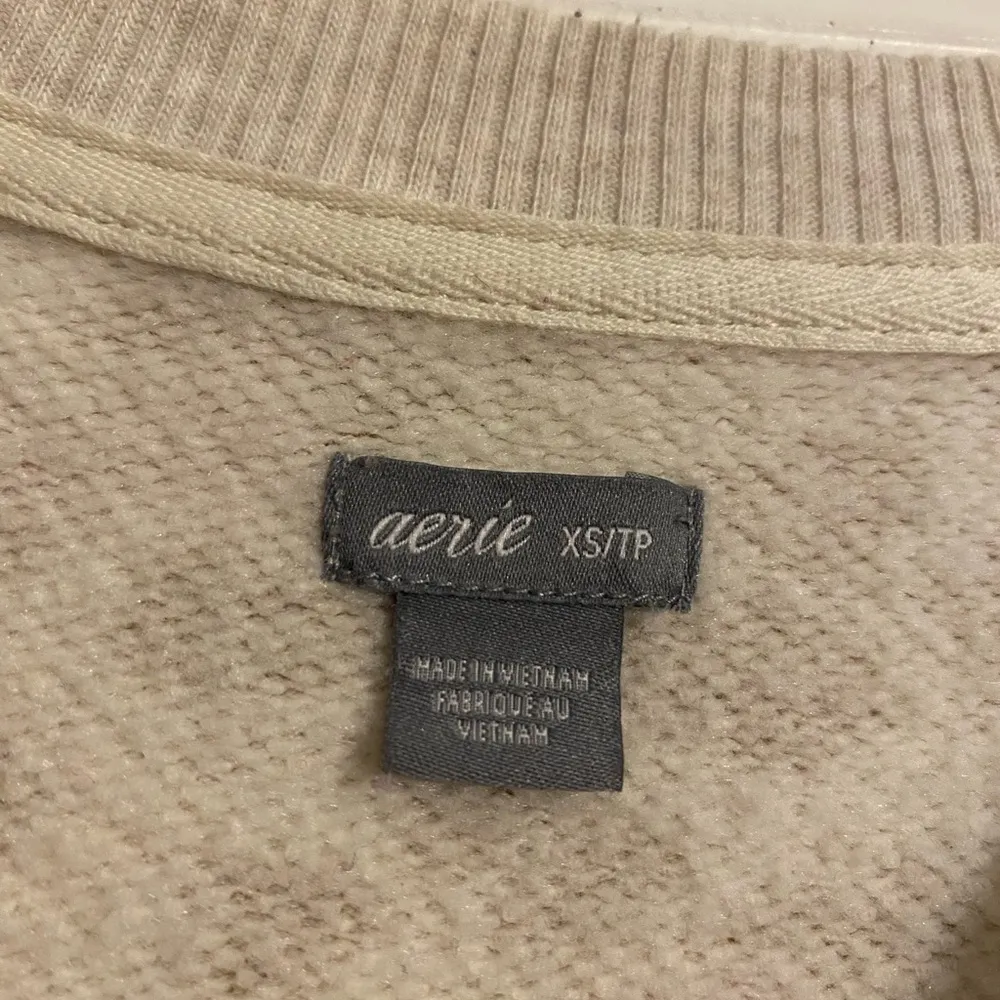 aerie XS/TP
MADE IN VIETNAM
FABRIQUE AU
VIETNAM